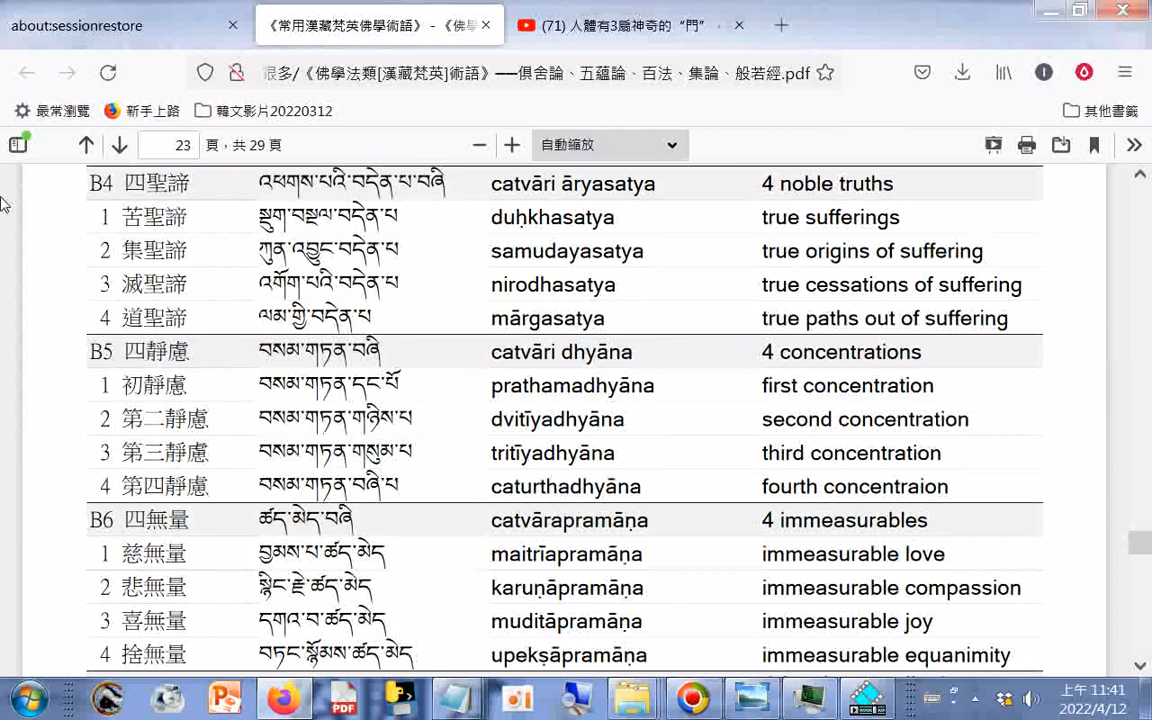 about:sessionrestore
《常用漢藏梵英佛學術語》 - 《佛學
(71) 人體有3扇神奇的“門”
很多/《佛學法類[漢藏梵英]術語》──俱舍論、五蘊論、百法、集論、般若經.pdf
最常瀏覽 新手上路 韓文影片20220312 其他書籤
23 頁，共 29 頁 自動縮放
B4 四聖諦 འཕགས་པའི་བདེན་པ་བཞི catvāri āryasatya 4 noble truths
1 苦聖諦 སྡུག་བསྔལ་བདེན་པ duḥkhasatya true sufferings
2 集聖諦 ཀུན་འབྱུང་བདེན་པ samudayasatya true origins of suffering
3 滅聖諦 འགོག་པའི་བདེན་པ nirodhasatya true cessations of suffering
4 道聖諦 ལམ་གྱི་བདེན་པ mārgasatya true paths out of suffering
B5 四靜慮 བསམ་གཏན་བཞི catvāri dhyāna 4 concentrations
1 初靜慮 བསམ་གཏན་དང་པོ prathamadhyāna first concentration
2 第二靜慮 བསམ་གཏན་གཉིས་པ dvitīyadhyāna second concentration
3 第三靜慮 བསམ་གཏན་གསུམ་པ tritīyadhyāna third concentration
4 第四靜慮 བསམ་གཏན་བཞི་པ caturthadhyāna fourth concentraion
B6 四無量 ཚད་མེད་བཞི catvārapramāṇa 4 immeasurables
1 慈無量 བྱམས་པ་ཚད་མེད maitrīapramāṇa immeasurable love
2 悲無量 སྙིང་རྗེ་ཚད་མེད karuṇāpramāṇa immeasurable compassion
3 喜無量 དགའ་བ་ཚད་མེད muditāpramāṇa immeasurable joy
4 捨無量 བཏང་སྙོམས་ཚད་མེད upekṣāpramāṇa immeasurable equanimity
上午 11:41
2022/4/12